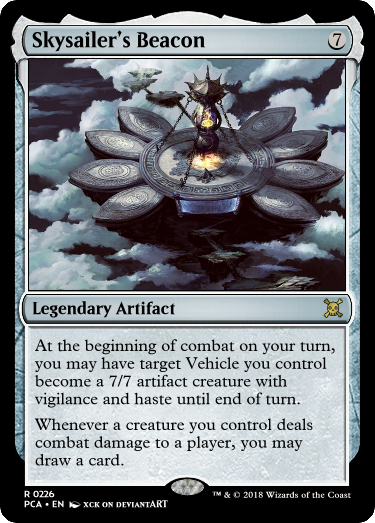 Skysailer's Beacon 7
Legendary Artifact
At the beginning of combat on your turn,
you may have target Vehicle you control
become a 7/7 artifact creature with
vigilance and haste until end of turn.
Whenever a creature you control deals
combat damage to a player, you may
draw a card.
R 0226
PCA • EN XCK ON DEVIANTART
™ & © 2018 Wizards of the Coast